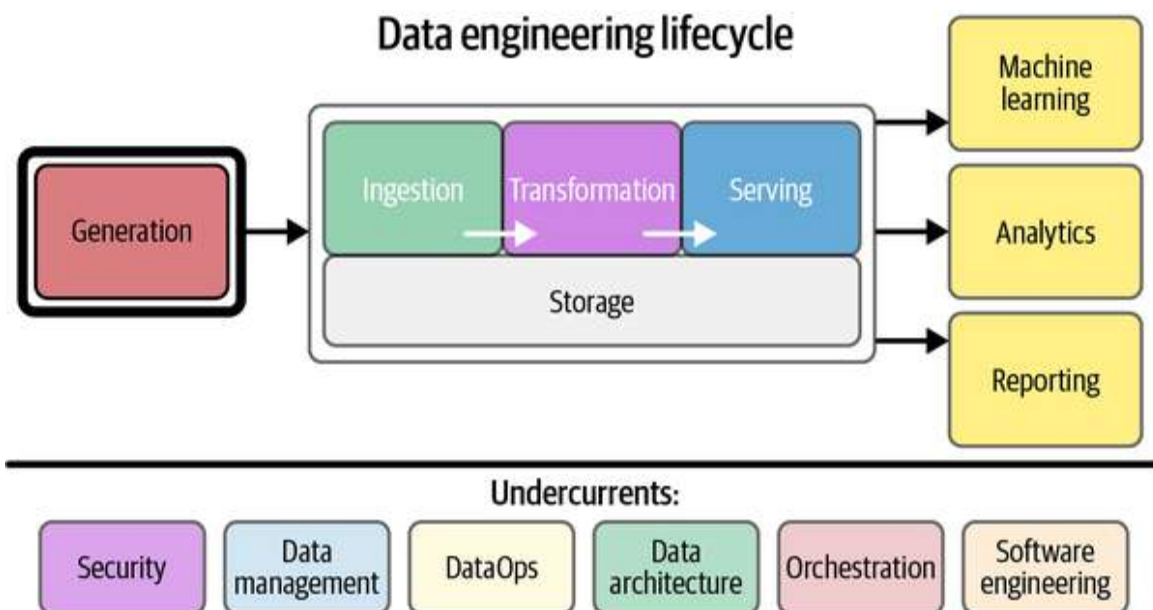 Data engineering lifecycle
Generation
Ingestion
Transformation
Serving
Storage
Machine
learning
Analytics
Reporting
Undercurrents:
Security
Data
management
DataOps
Data
architecture
Orchestration
Software
engineering